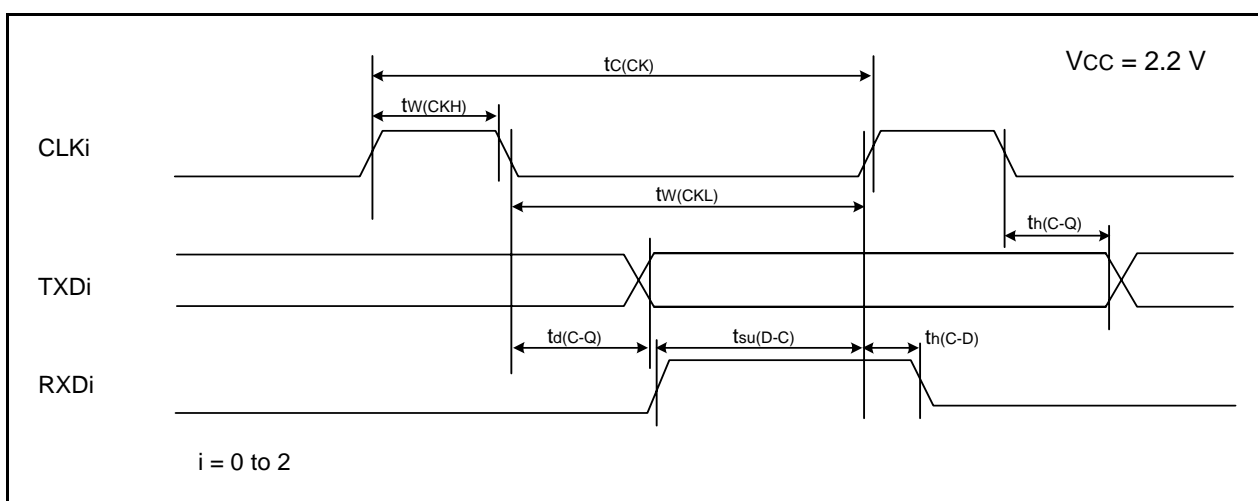 VCC = 2.2 V
tC(CK)
tW(CKH)
CLKi
tW(CKL)
th(C-Q)
TXDi
td(C-Q)
tsu(D-C)
th(C-D)
RXDi
i = 0 to 2